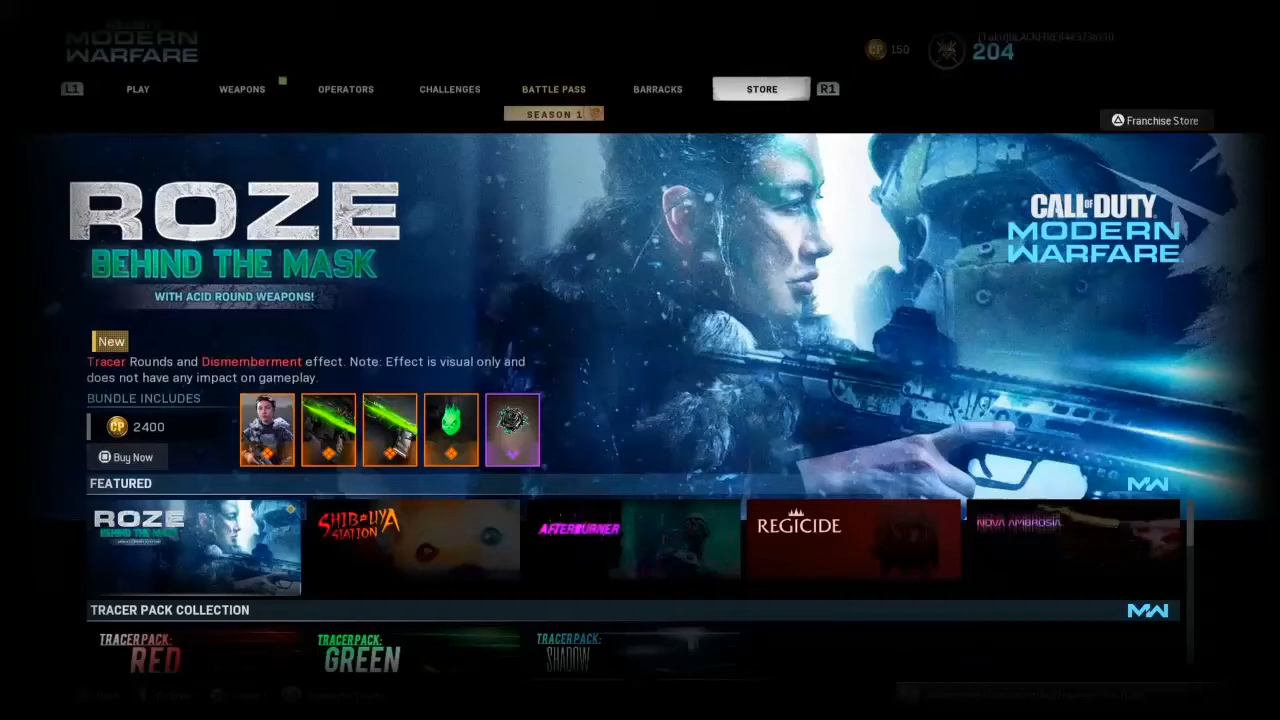 MODERN
WARFARE
CP 150
204
L1 PLAY WEAPONS OPERATORS CHALLENGES BATTLE PASS BARRACKS STORE R1
SEASON 1
Franchise Store
ROZE
BEHIND THE MASK
WITH ACID ROUND WEAPONS!
CALL OF DUTY
MODERN
WARFARE
New
Tracer Rounds and Dismemberment effect. Note: Effect is visual only and
does not have any impact on gameplay.
BUNDLE INCLUDES
CP 2400
Buy Now
FEATURED MW
ROZE
BEHIND THE MASK
SHIBUYA
STATION
AFTERBURNER
REGICIDE
NOVA AMBROSIA
TRACER PACK COLLECTION MW
TRACER PACK:
RED
TRACER PACK:
GREEN
TRACER PACK:
SHADOW